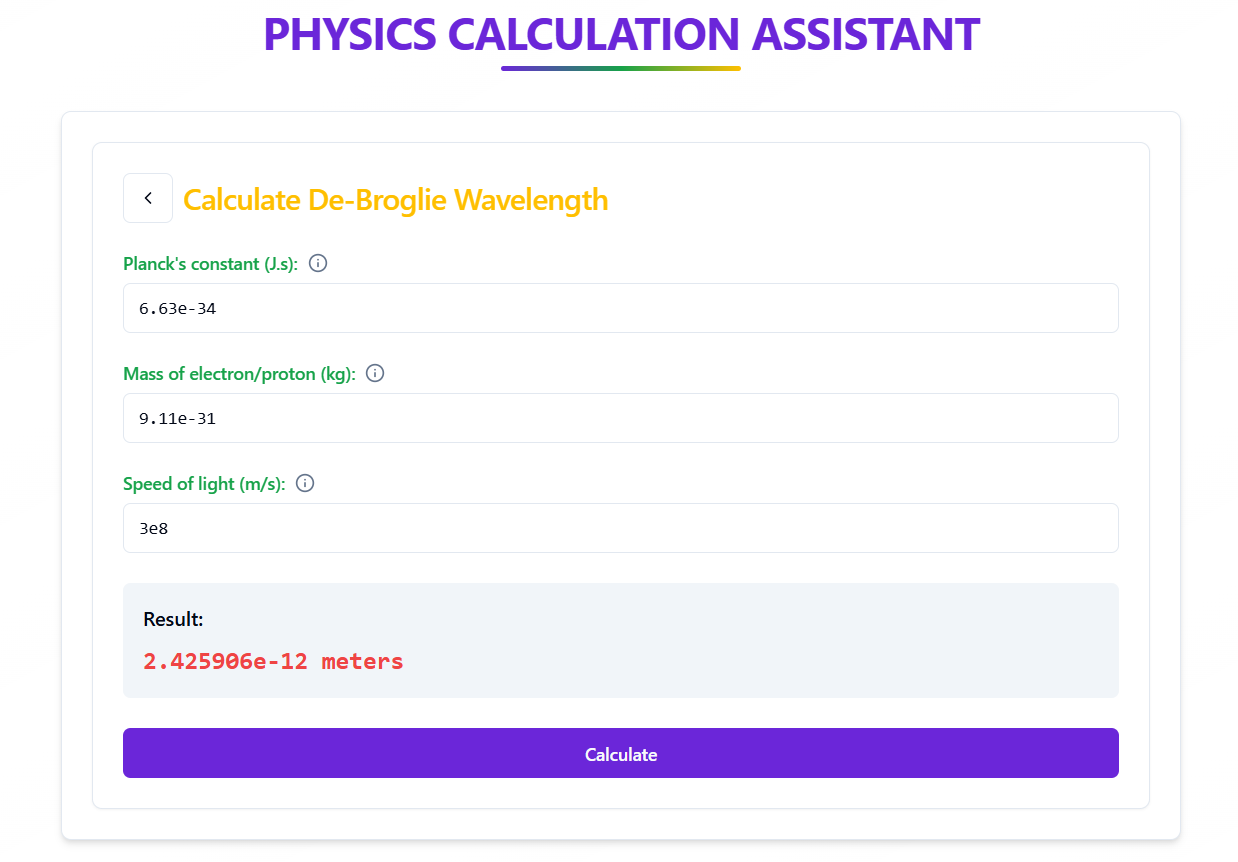 PHYSICS CALCULATION ASSISTANT
Calculate De-Broglie Wavelength
Planck's constant (J.s):
6.63e-34
Mass of electron/proton (kg):
9.11e-31
Speed of light (m/s):
3e8
Result:
2.425906e-12 meters
Calculate